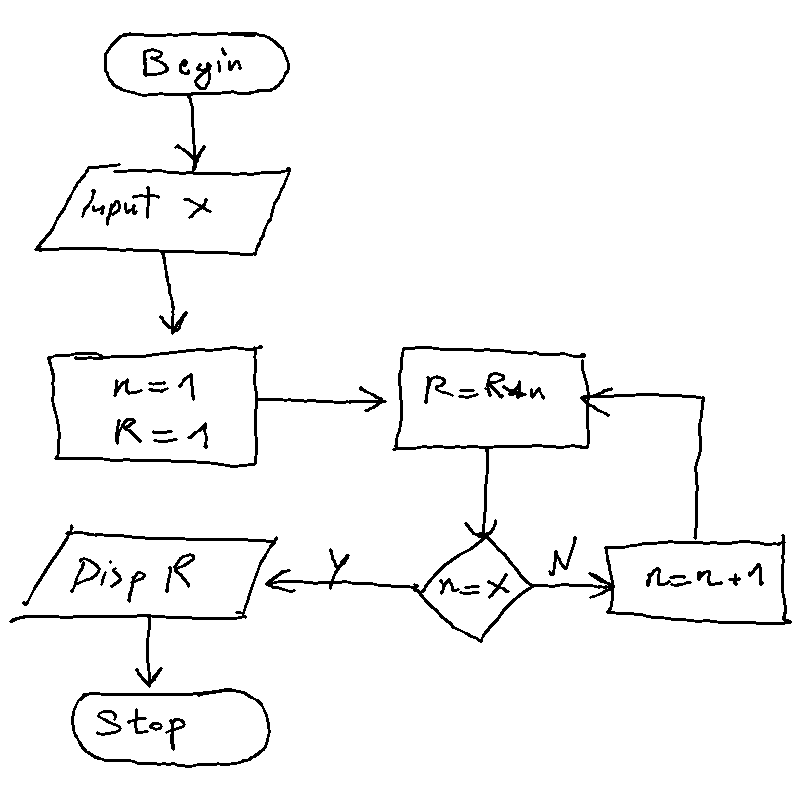 Begin
Input x
n = 1
R = 1
R = R*n
n = x
N
n = n + 1
Y
Disp R
Stop